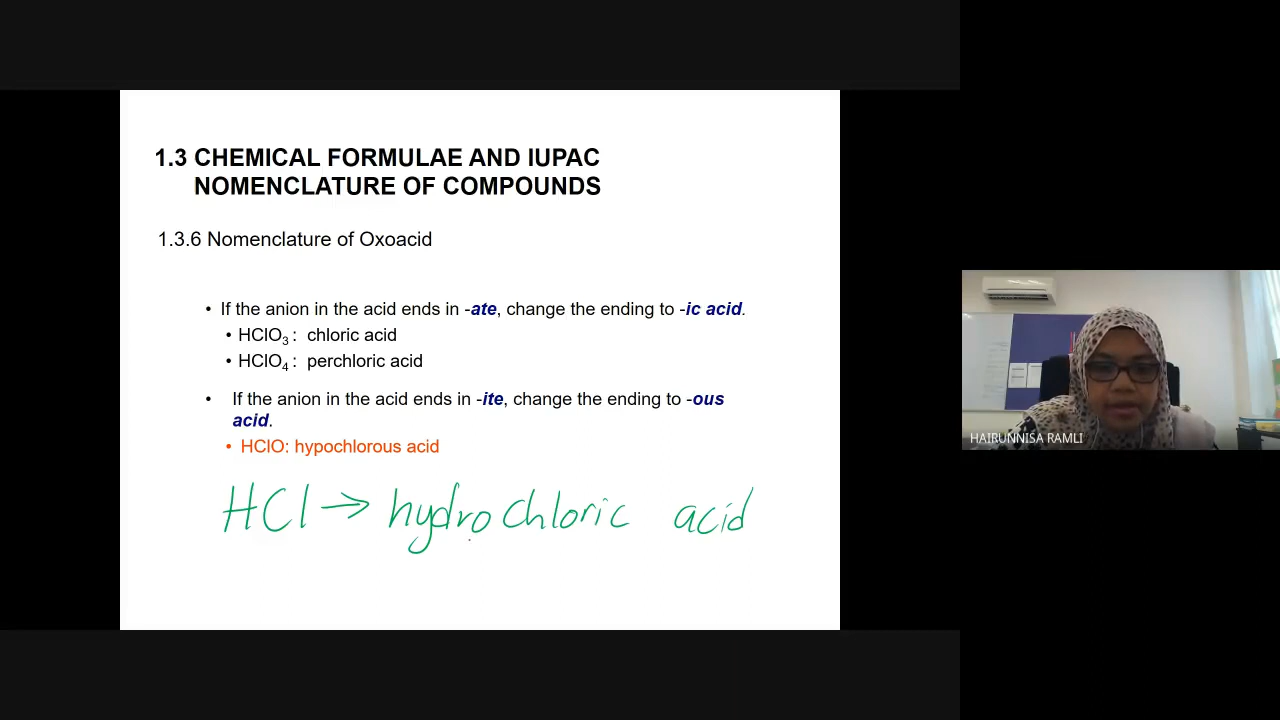 1.3 CHEMICAL FORMULAE AND IUPAC
NOMENCLATURE OF COMPOUNDS
1.3.6 Nomenclature of Oxoacid
• If the anion in the acid ends in -ate, change the ending to -ic acid.
• HClO₃ : chloric acid
• HClO₄ : perchloric acid
• If the anion in the acid ends in -ite, change the ending to -ous
acid.
• HClO: hypochlorous acid
HCl → hydrochloric acid
HAIRUNNISA RAMLI